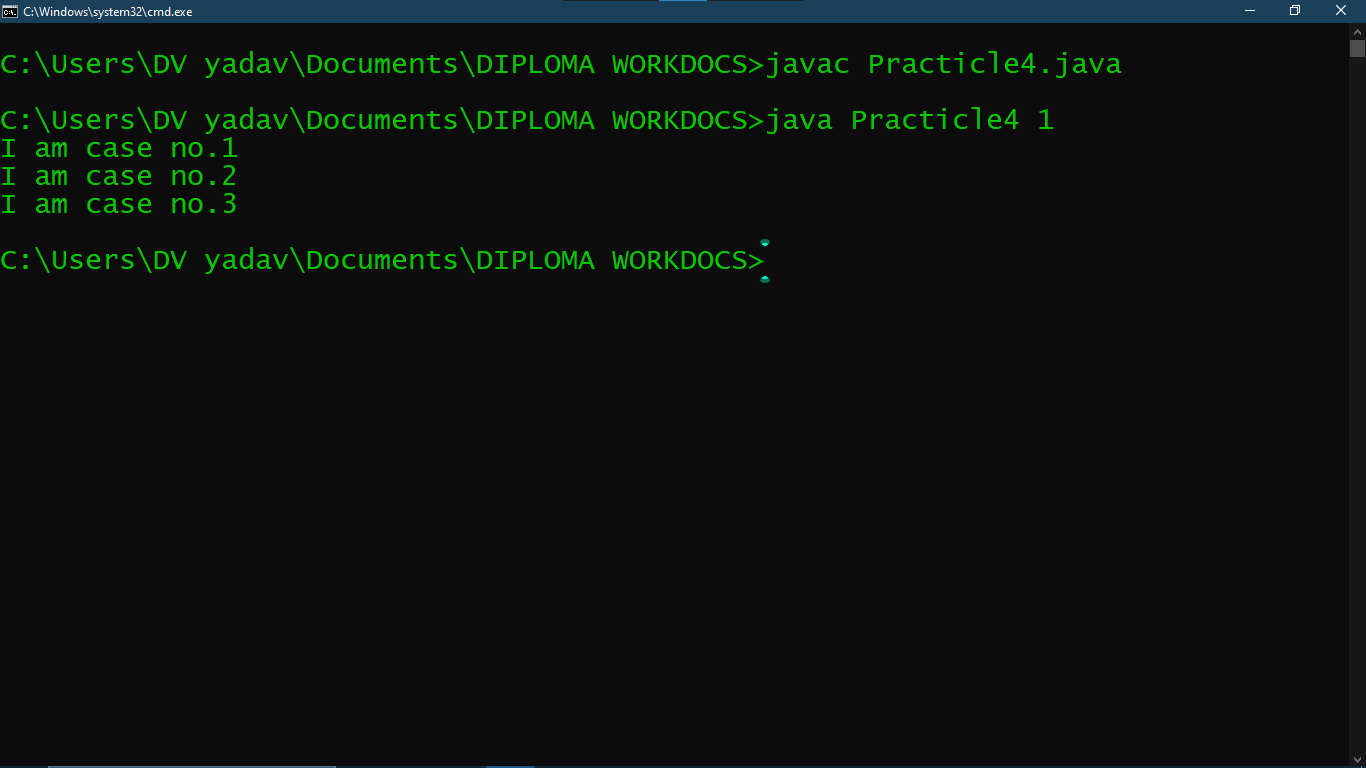 C:\Windows\system32\cmd.exe
C:\Users\DV yadav\Documents\DIPLOMA WORKDOCS>javac Practicle4.java
C:\Users\DV yadav\Documents\DIPLOMA WORKDOCS>java Practicle4 1
I am case no.1
I am case no.2
I am case no.3
C:\Users\DV yadav\Documents\DIPLOMA WORKDOCS>